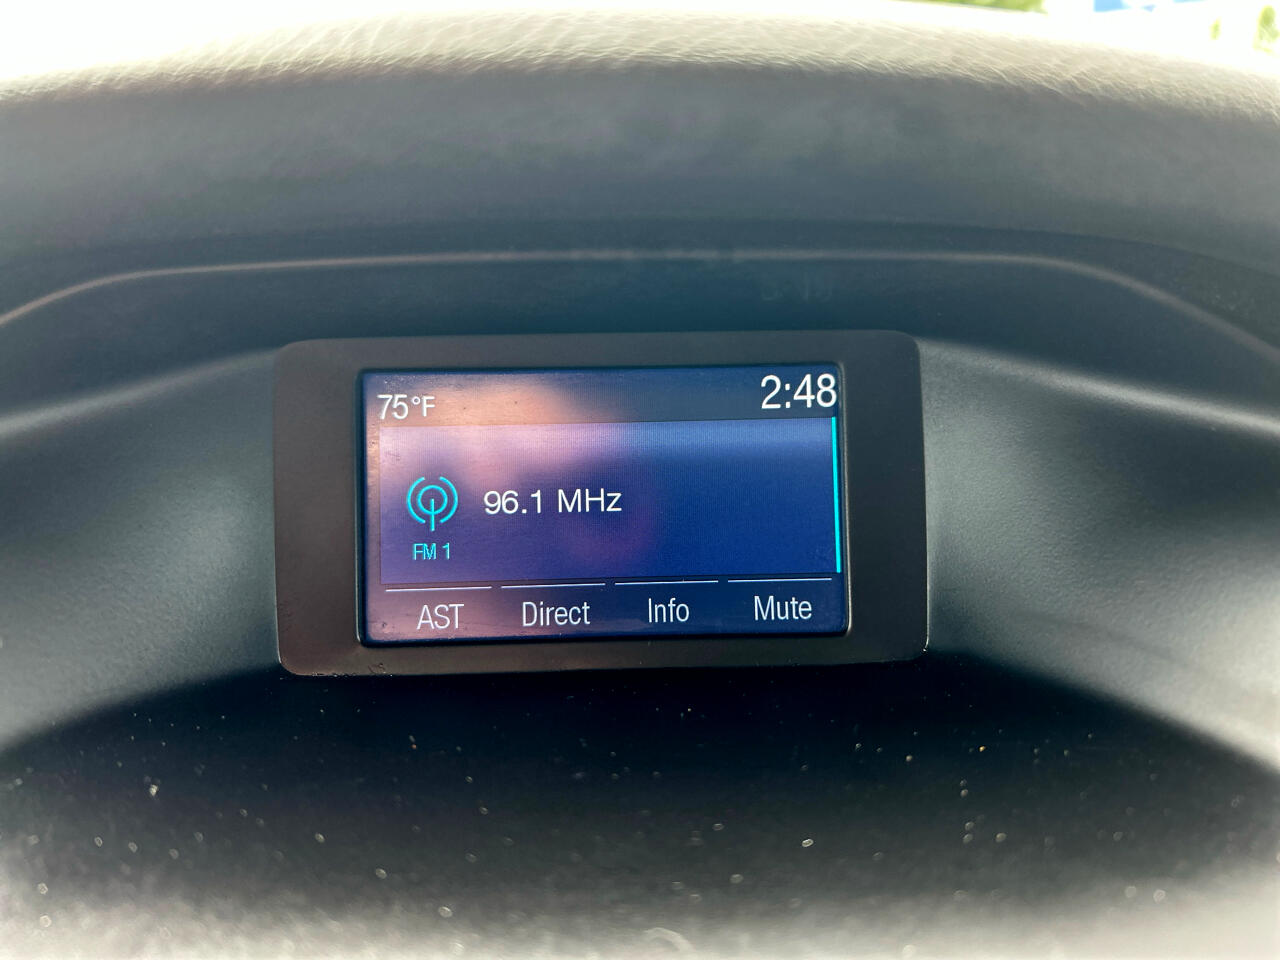 75°F 2:48
96.1 MHz
FM 1
AST Direct Info Mute